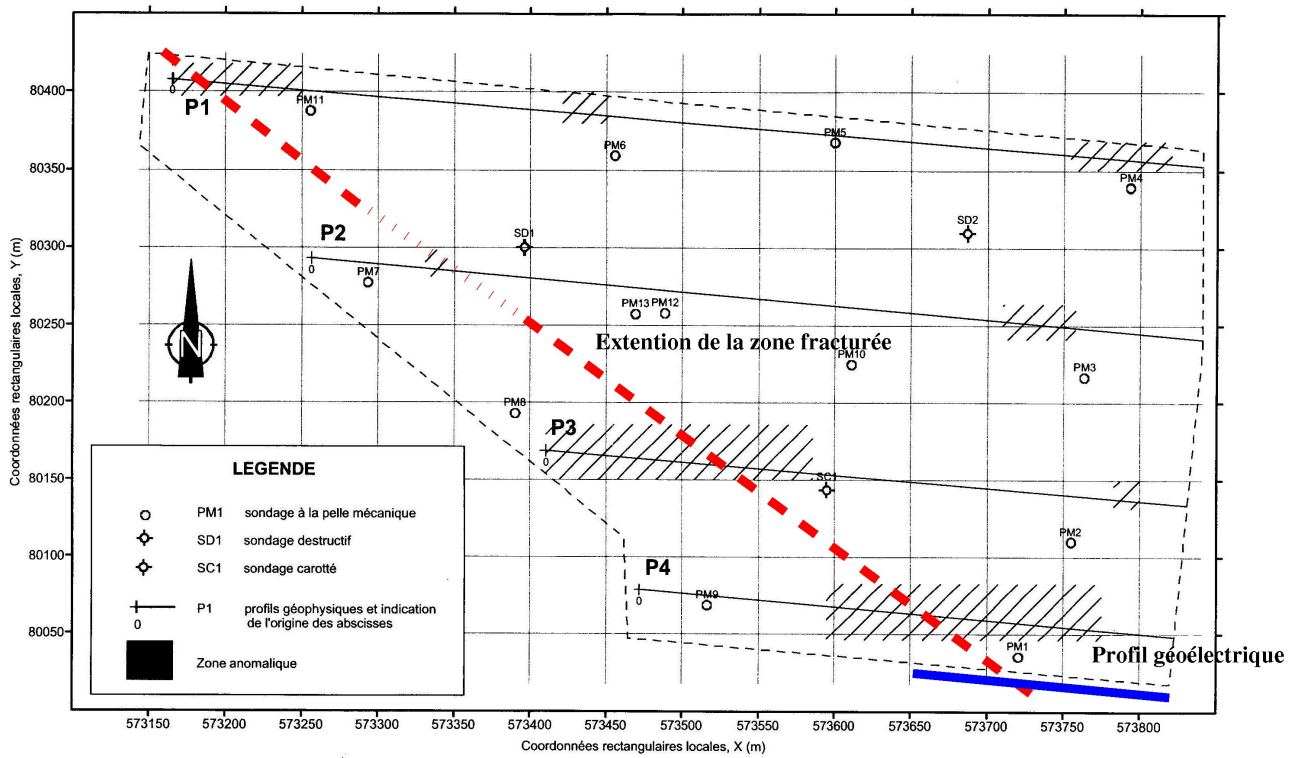 80400
80350
80300
80250
80200
80150
80100
80050
Coordonnées rectangulaires locales, Y (m)
0
P1
PM11
PM6
PM5
PM4
SD2
SD1
P2
0
PM7
PM13
PM12
Extention de la zone fracturée
PM10
PM3
N
PM8
P3
0
SC1
PM2
P4
0
PM9
PM1
Profil géoélectrique
LEGENDE
PM1 sondage à la pelle mécanique
SD1 sondage destructif
SC1 sondage carotté
P1 profils géophysiques et indication
0 de l'origine des abscisses
Zone anomalique
573150 573200 573250 573300 573350 573400 573450 573500 573550 573600 573650 573700 573750 573800
Coordonnées rectangulaires locales, X (m)